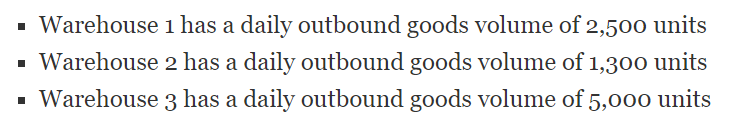 ▪ Warehouse 1 has a daily outbound goods volume of 2,500 units
▪ Warehouse 2 has a daily outbound goods volume of 1,300 units
▪ Warehouse 3 has a daily outbound goods volume of 5,000 units